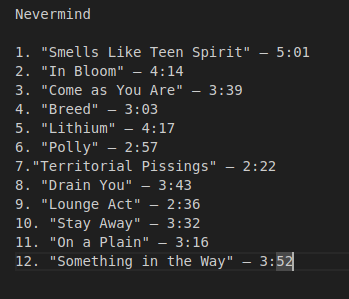 Nevermind
1. "Smells Like Teen Spirit" – 5:01
2. "In Bloom" – 4:14
3. "Come as You Are" – 3:39
4. "Breed" – 3:03
5. "Lithium" – 4:17
6. "Polly" – 2:57
7."Territorial Pissings" – 2:22
8. "Drain You" – 3:43
9. "Lounge Act" – 2:36
10. "Stay Away" – 3:32
11. "On a Plain" – 3:16
12. "Something in the Way" – 3:52